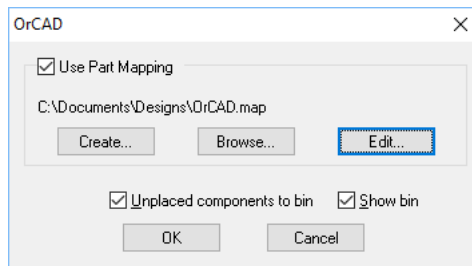 OrCAD
Use Part Mapping
C:\Documents\Designs\OrCAD.map
Create... Browse... Edit...
Unplaced components to bin Show bin
OK Cancel